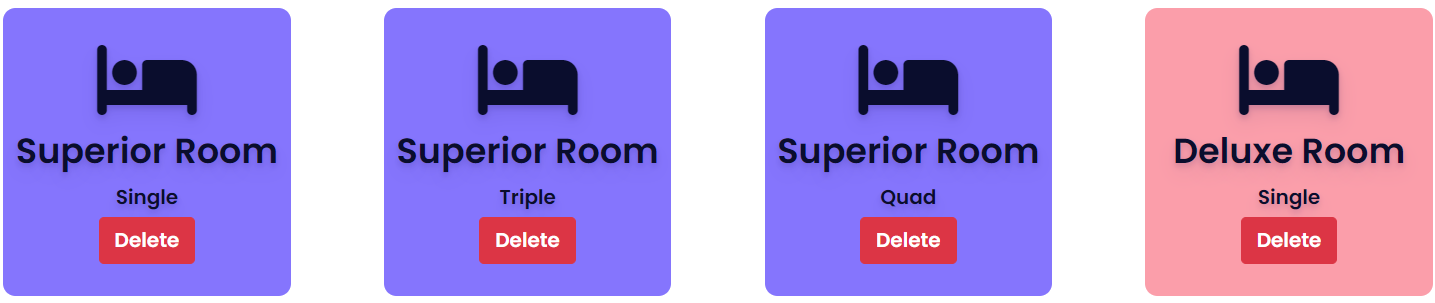 Superior Room
Single
Delete
Superior Room
Triple
Delete
Superior Room
Quad
Delete
Deluxe Room
Single
Delete